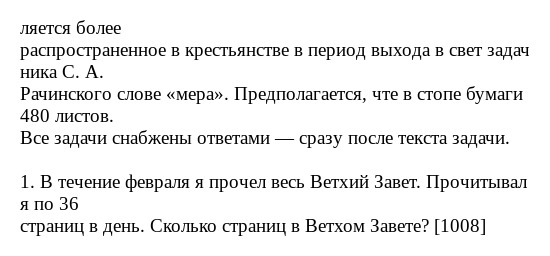 ляется более
распространенное в крестьянстве в период выхода в свет задач
ника С. А.
Рачинского слове «мера». Предполагается, чте в стопе бумаги
480 листов.
Все задачи снабжены ответами — сразу после текста задачи.

1. В течение февраля я прочел весь Ветхий Завет. Прочитывал
я по 36
страниц в день. Сколько страниц в Ветхом Завете? [1008]